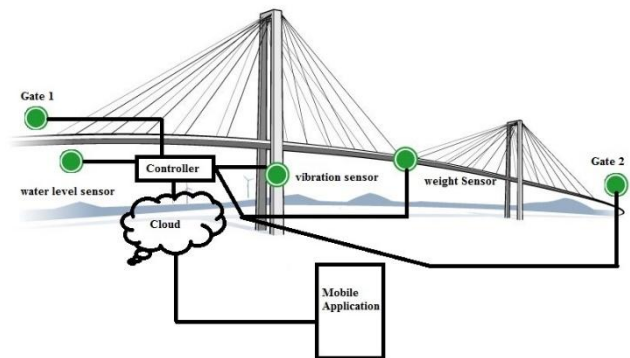 Gate 1
Gate 2
Controller
vibration sensor
weight Sensor
water level sensor
Cloud
Mobile
Application